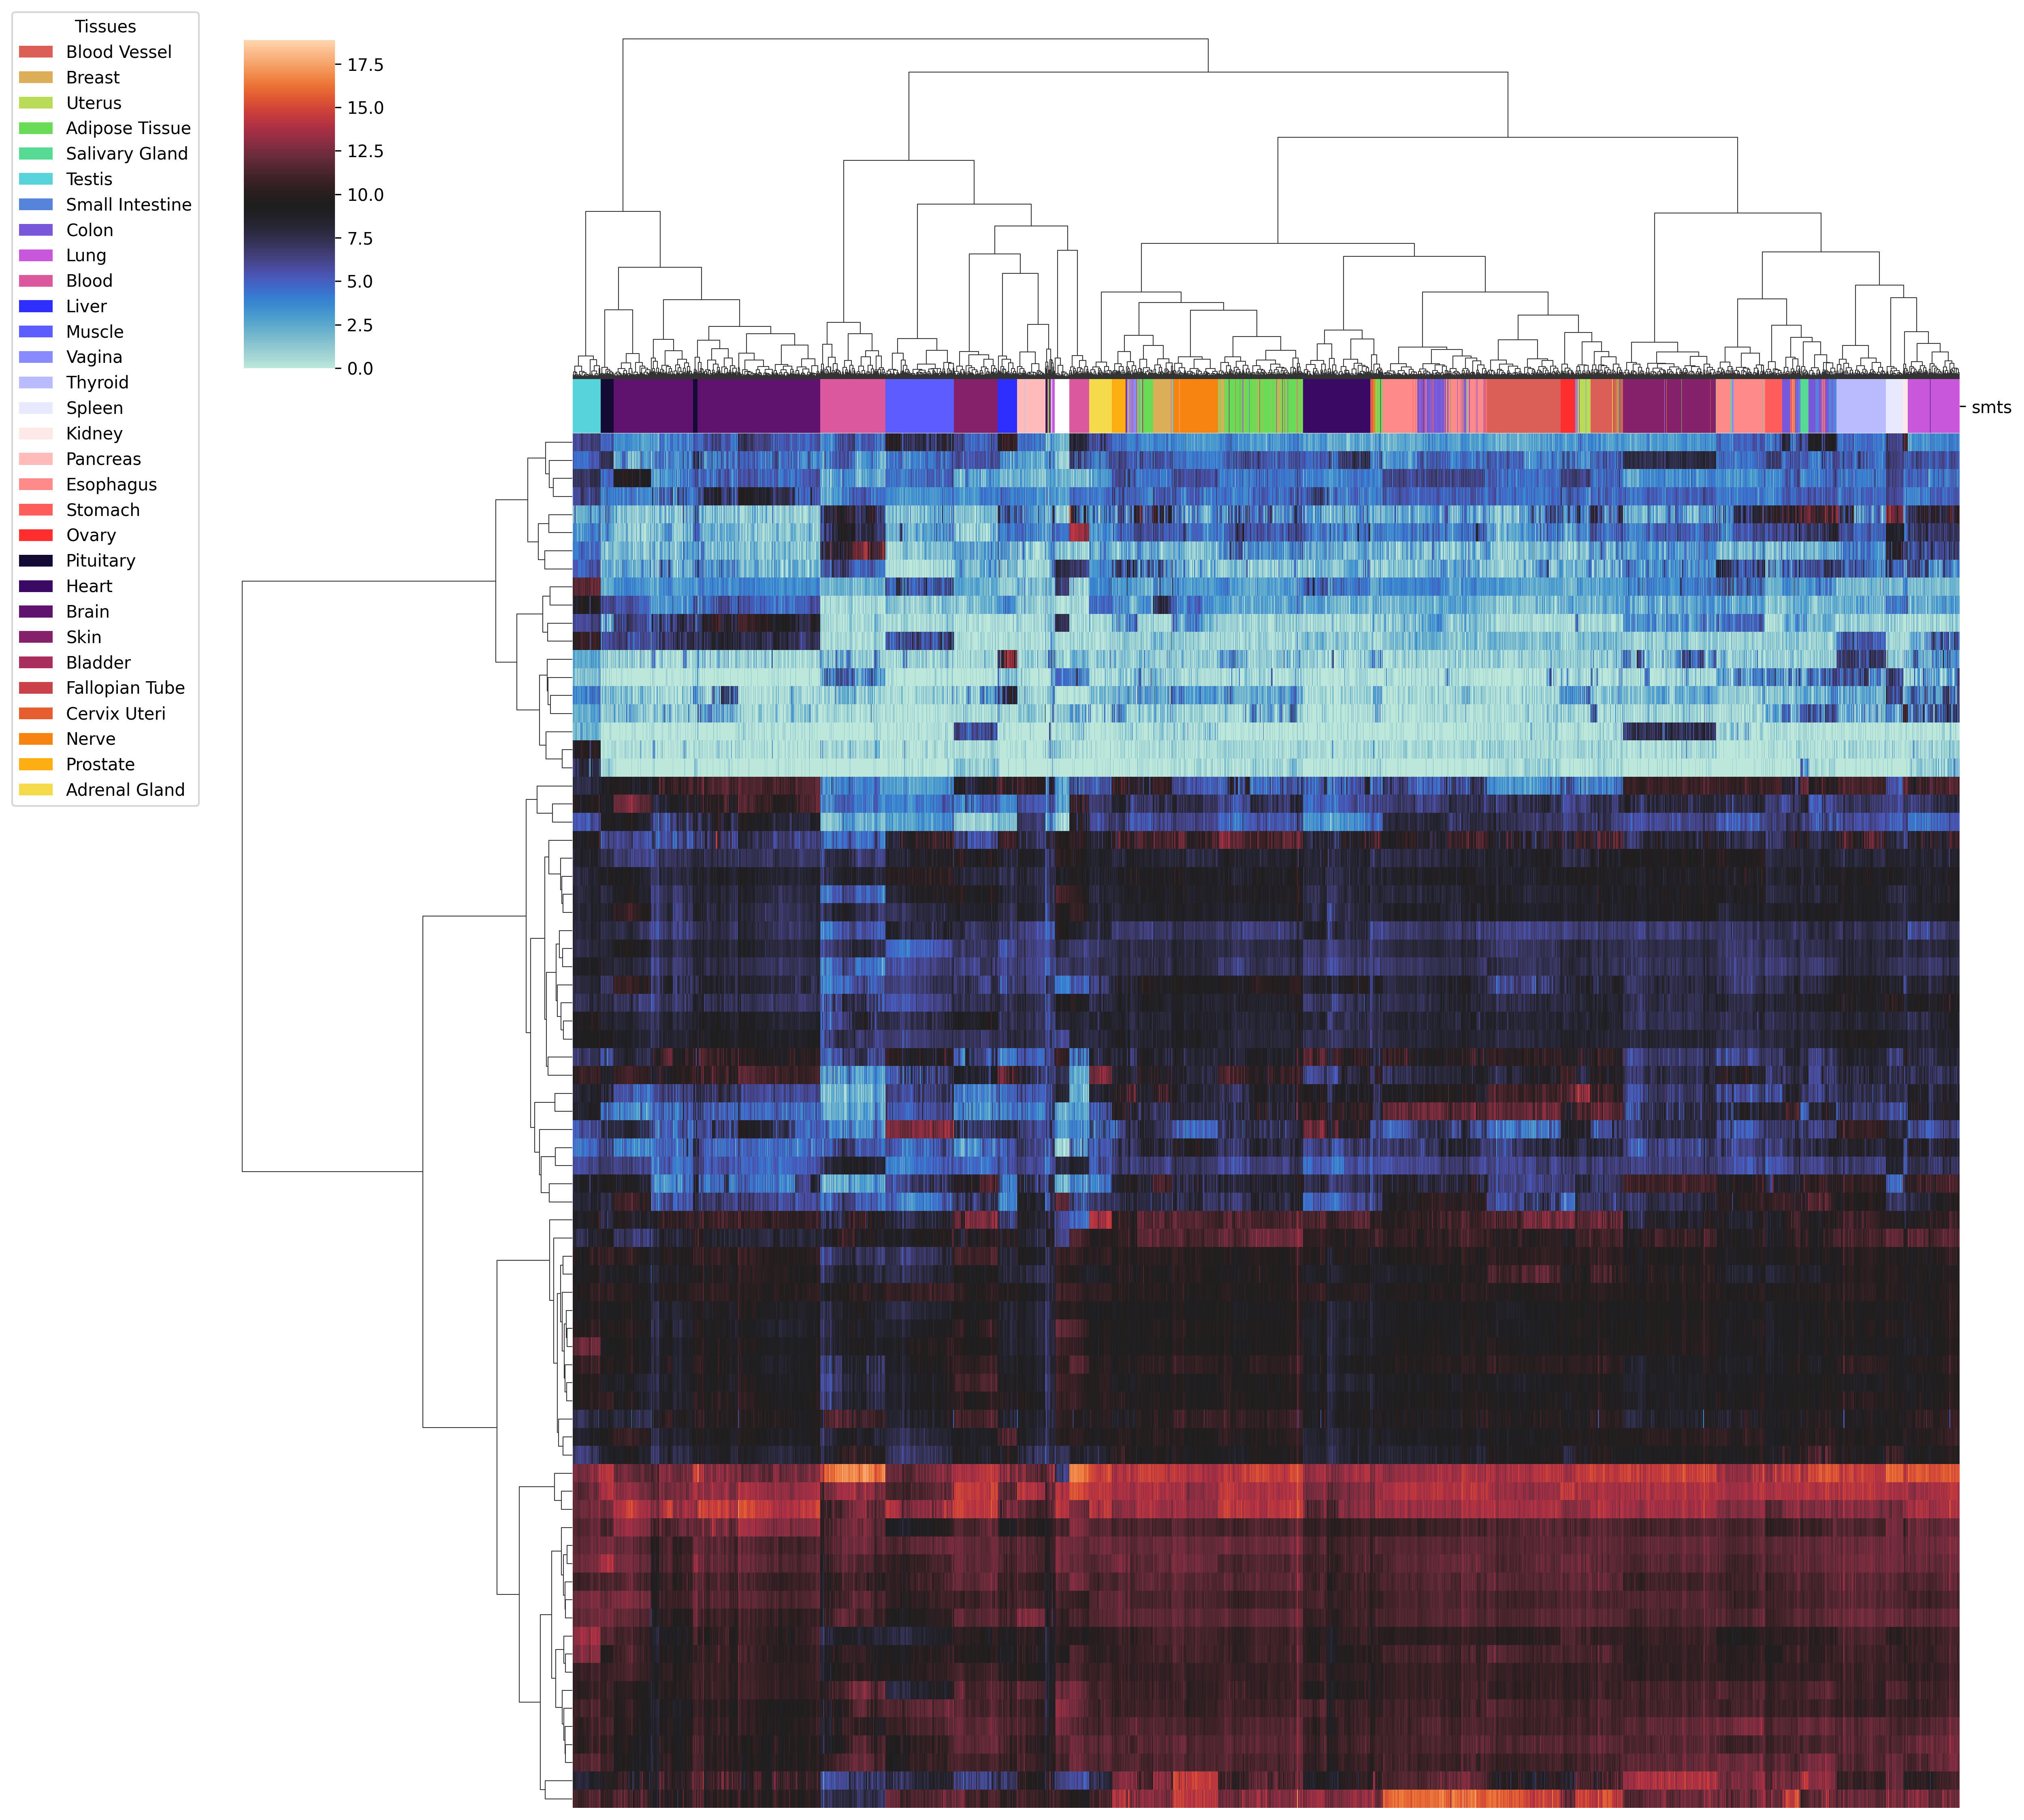 Tissues
Blood Vessel
Breast
Uterus
Adipose Tissue
Salivary Gland
Testis
Small Intestine
Colon
Lung
Blood
Liver
Muscle
Vagina
Thyroid
Spleen
Kidney
Pancreas
Esophagus
Stomach
Ovary
Pituitary
Heart
Brain
Skin
Bladder
Fallopian Tube
Cervix Uteri
Nerve
Prostate
Adrenal Gland
17.5
15.0
12.5
10.0
7.5
5.0
2.5
0.0
smts